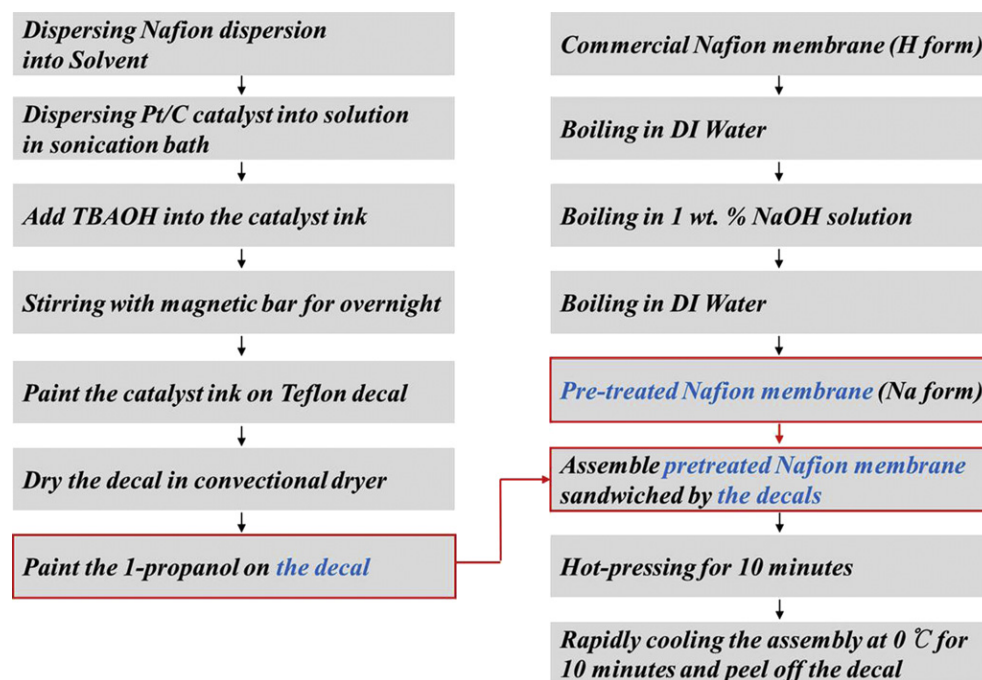 Dispersing Nafion dispersion
into Solvent
Dispersing Pt/C catalyst into solution
in sonication bath
Add TBAOH into the catalyst ink
Stirring with magnetic bar for overnight
Paint the catalyst ink on Teflon decal
Dry the decal in convectional dryer
Paint the 1-propanol on the decal
Commercial Nafion membrane (H form)
Boiling in DI Water
Boiling in 1 wt. % NaOH solution
Boiling in DI Water
Pre-treated Nafion membrane (Na form)
Assemble pretreated Nafion membrane
sandwiched by the decals
Hot-pressing for 10 minutes
Rapidly cooling the assembly at 0 ℃ for
10 minutes and peel off the decal